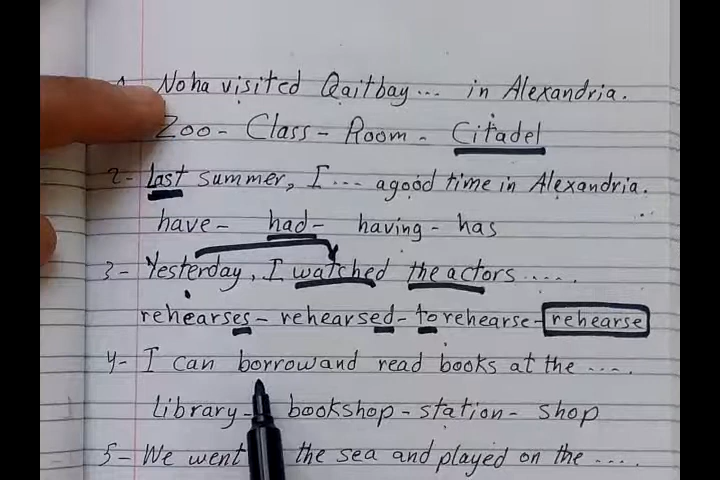 Noha visited Qaitbay... in Alexandria.
Zoo - Class - Room - Citadel
2- Last summer, I ... agood time in Alexandria.
have - had - having - has
3- Yesterday, I watched the actors .....
rehearses - rehearsed - to rehearse - rehearse
4- I can borrow and read books at the ....
Library - bookshop - station - shop
5- We went the sea and played on the ....